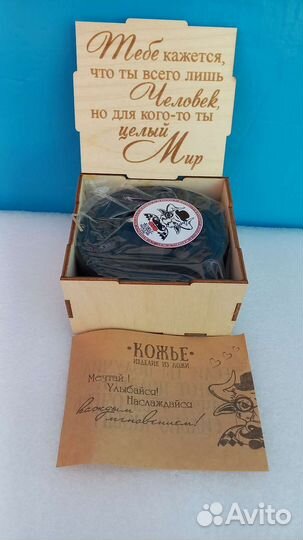 Тебе кажется,
что ты всего лишь
Человек,
но для кого-то ты
целый
Мир
•КОЖЬЕ•
ИЗДЕЛИЕ ИЗ КОЖИ
Мечтай!
Улыбайся!
Наслаждайся
каждым
мгновением!
Avito